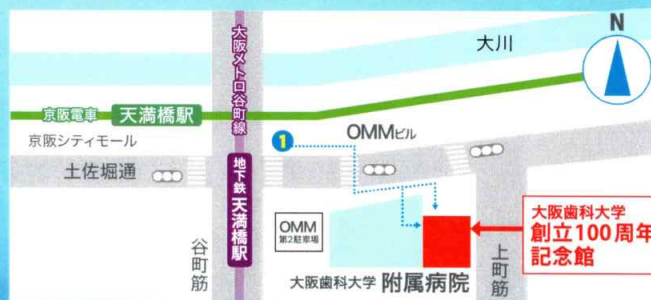 N
大川
大阪メトロ谷町線
京阪電車 天満橋駅
京阪シティモール
1
OMMビル
土佐堀通
地下鉄 天満橋駅
OMM
第2駐車場
大阪歯科大学
創立100周年
記念館
谷町筋
大阪歯科大学 附属病院
上町筋